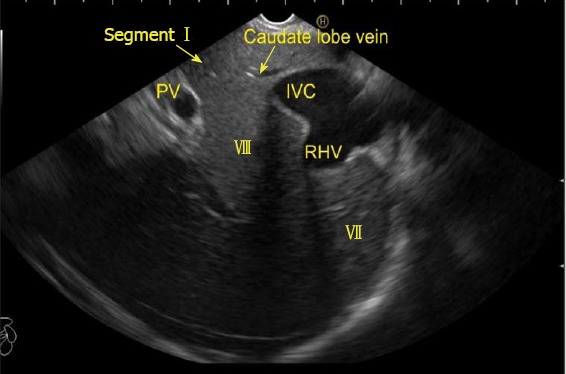 Ⓗ
Segment Ⅰ
Caudate lobe vein
PV
IVC
Ⅷ
RHV
Ⅶ